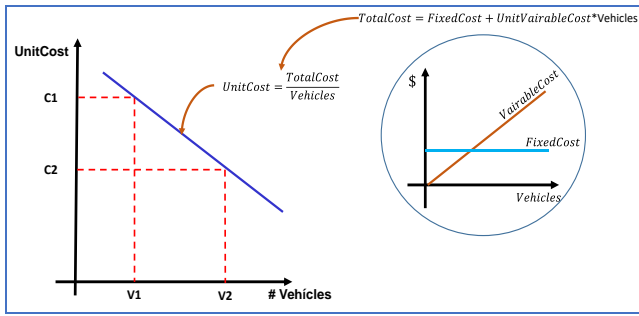 TotalCost = FixedCost + UnitVairableCost*Vehicles
UnitCost
UnitCost = TotalCost
Vehicles
C1
C2
V1
V2
# Vehícles
$
VairableCost
FixedCost
Vehicles